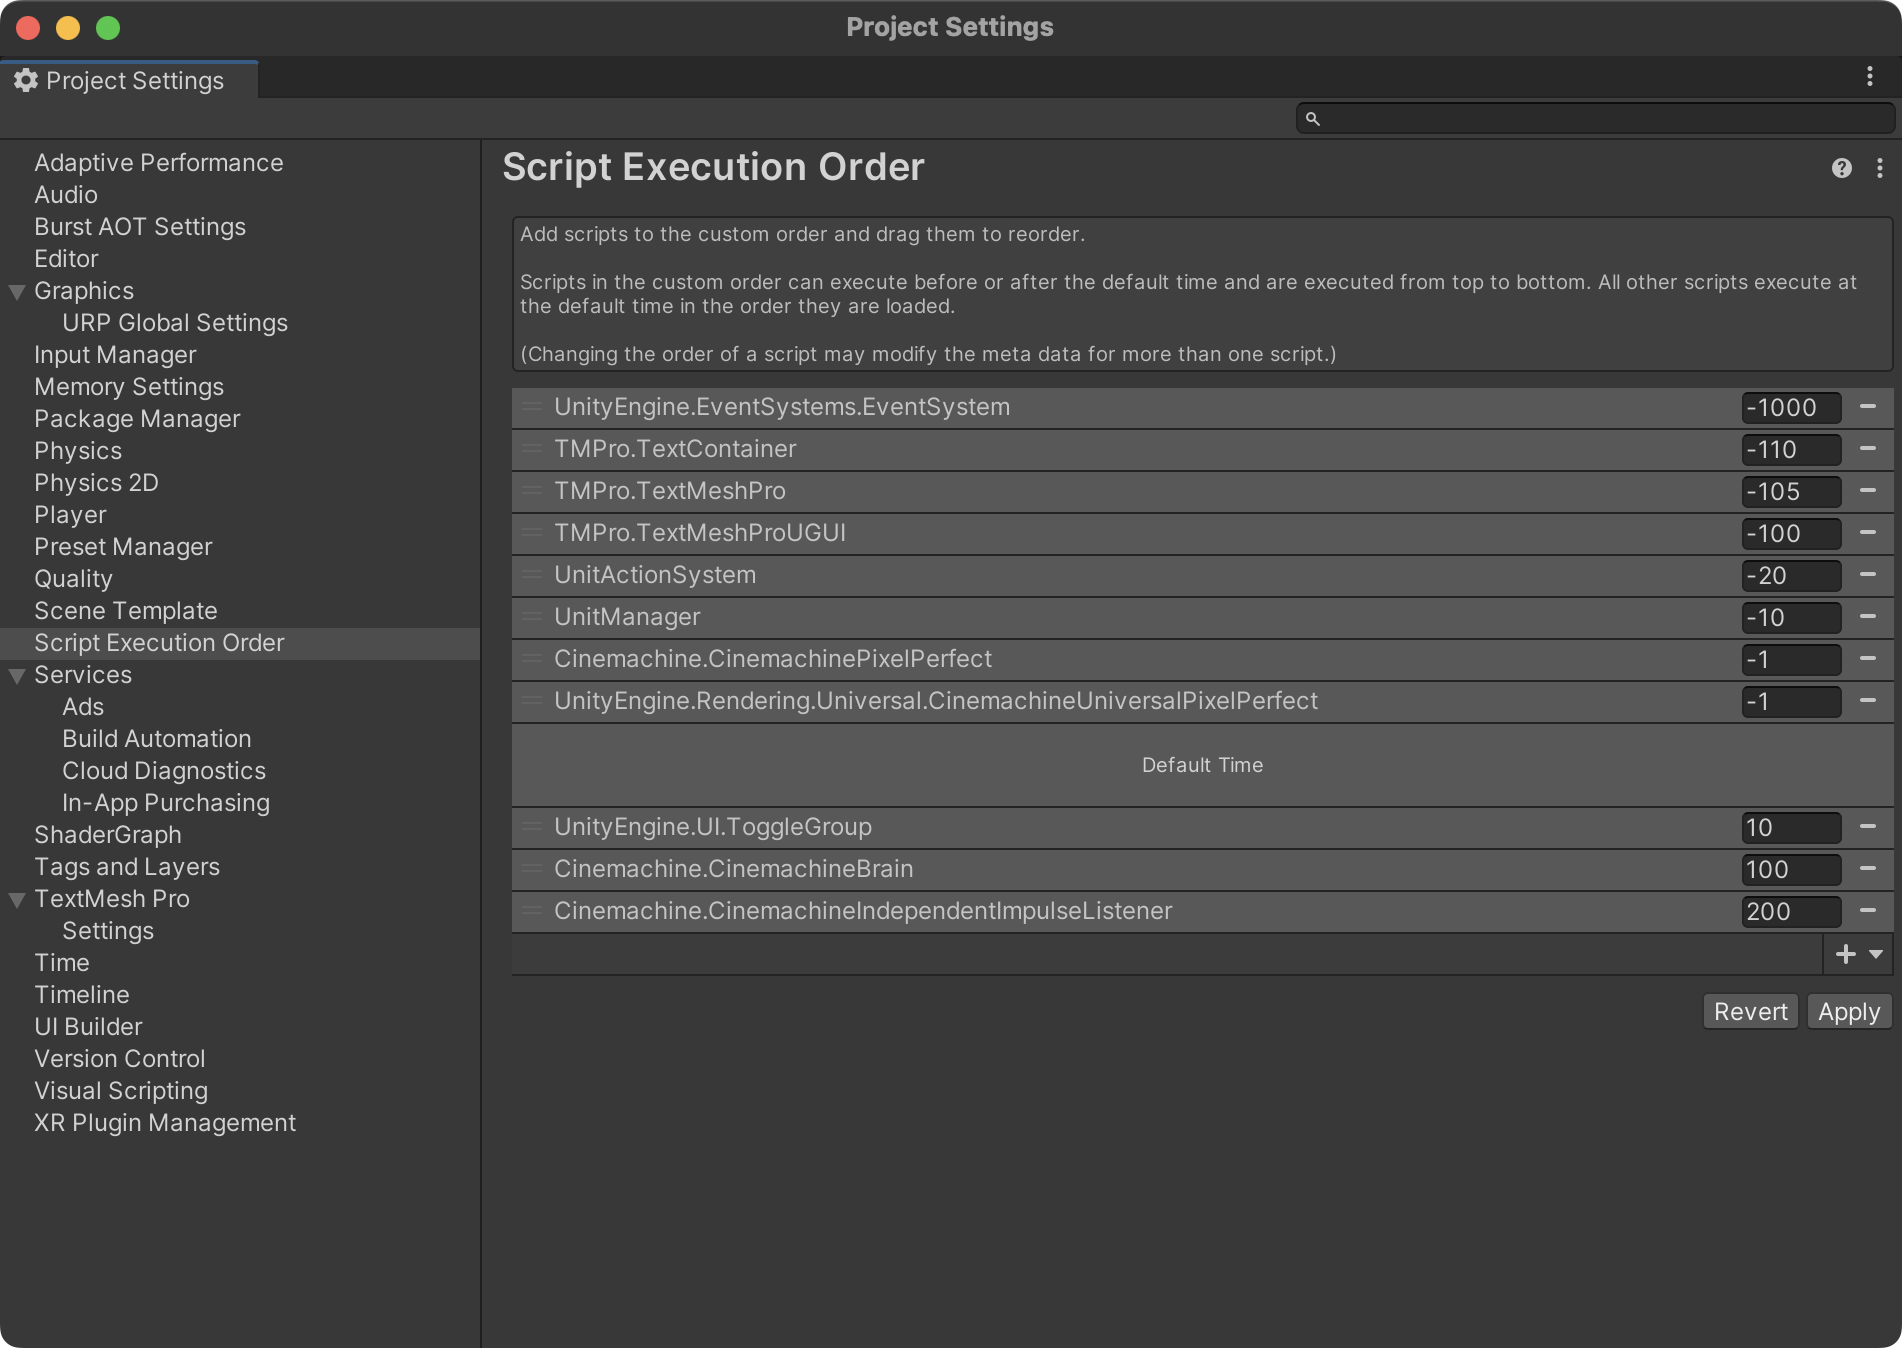 Project Settings
Project Settings
Script Execution Order
Add scripts to the custom order and drag them to reorder.
Scripts in the custom order can execute before or after the default time and are executed from top to bottom. All other scripts execute at
the default time in the order they are loaded.
(Changing the order of a script may modify the meta data for more than one script.)
Adaptive Performance
Audio
Burst AOT Settings
Editor
Graphics
URP Global Settings
Input Manager
Memory Settings
Package Manager
Physics
Physics 2D
Player
Preset Manager
Quality
Scene Template
Script Execution Order
Services
Ads
Build Automation
Cloud Diagnostics
In-App Purchasing
ShaderGraph
Tags and Layers
TextMesh Pro
Settings
Time
Timeline
UI Builder
Version Control
Visual Scripting
XR Plugin Management
UnityEngine.EventSystems.EventSystem -1000
TMPro.TextContainer -110
TMPro.TextMeshPro -105
TMPro.TextMeshProUGUI -100
UnitActionSystem -20
UnitManager -10
Cinemachine.CinemachinePixelPerfect -1
UnityEngine.Rendering.Universal.CinemachineUniversalPixelPerfect -1
Default Time
UnityEngine.UI.ToggleGroup 10
Cinemachine.CinemachineBrain 100
Cinemachine.CinemachineIndependentImpulseListener 200
Revert Apply